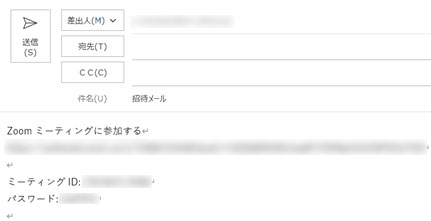 差出人(M)
送信
(S)
宛先(T)
ＣＣ(C)
件名(U) 招待メール
Zoom ミーティングに参加する↵
↵
ミーティング ID:
パスワード:
↵